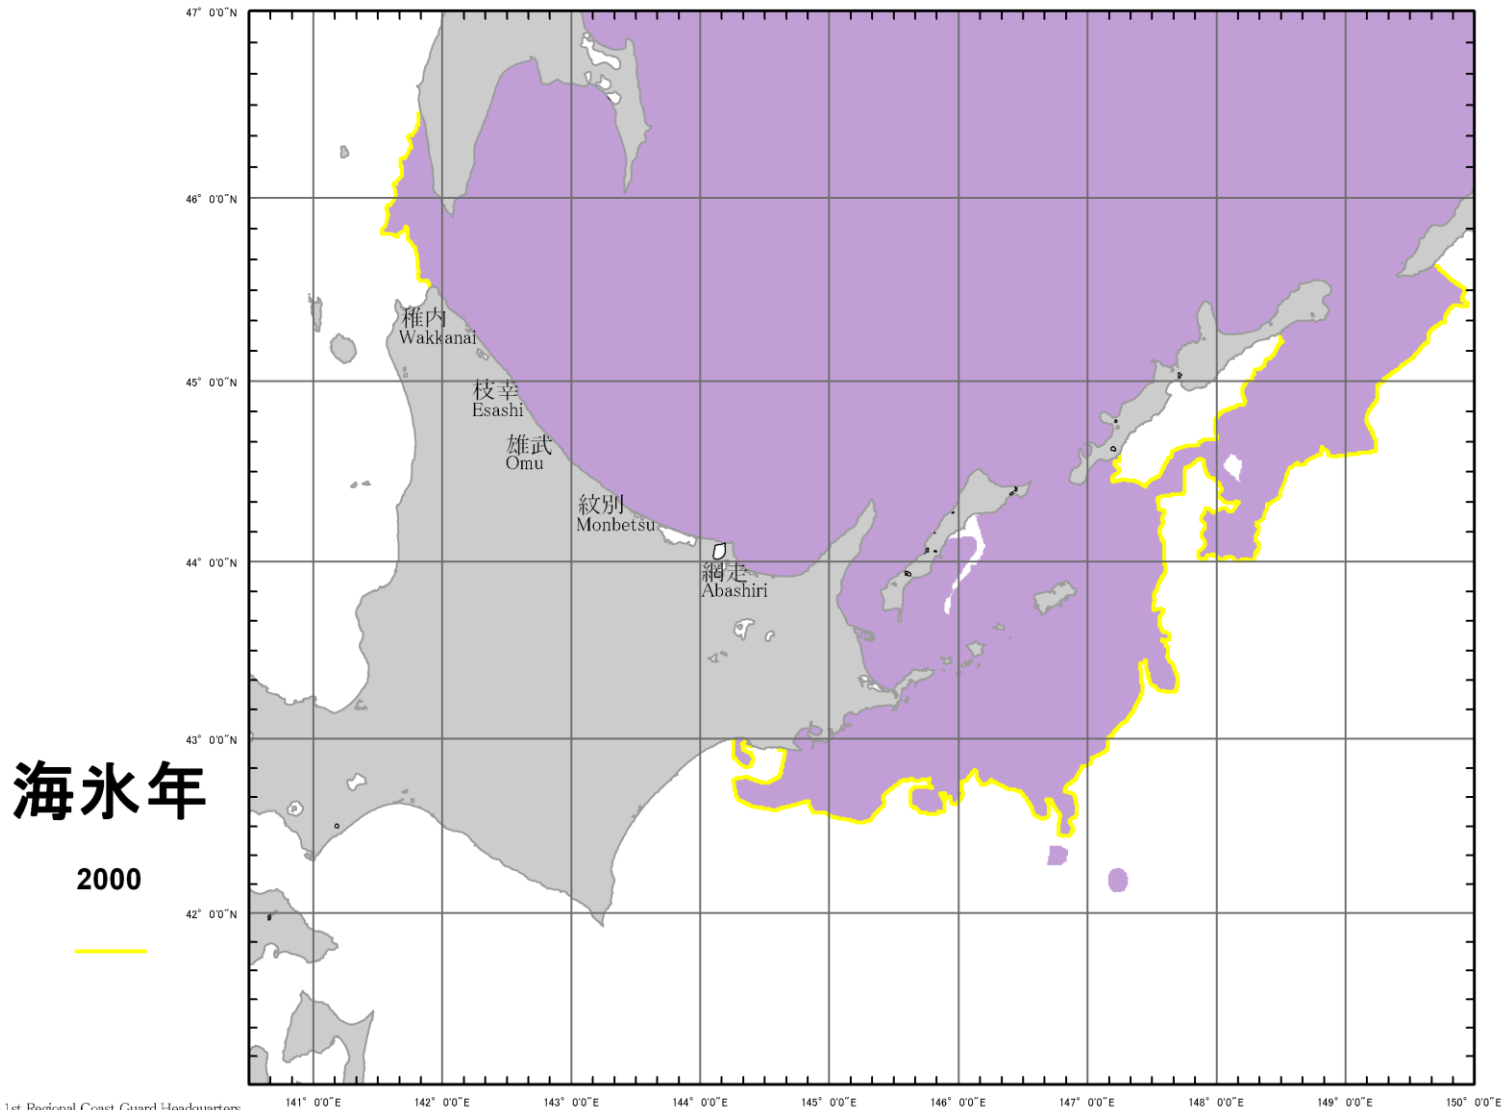 47° 0'0"N
46° 0'0"N
稚内
Wakkanai
45° 0'0"N
枝幸
Esashi
雄武
Omu
紋別
Monbetsu
44° 0'0"N
網走
Abashiri
43° 0'0"N
海氷年
2000
42° 0'0"N
141° 0'0"E 142° 0'0"E 143° 0'0"E 144° 0'0"E 145° 0'0"E 146° 0'0"E 147° 0'0"E 148° 0'0"E 149° 0'0"E 150° 0'0"E
1st Regional Coast Guard Headquarters